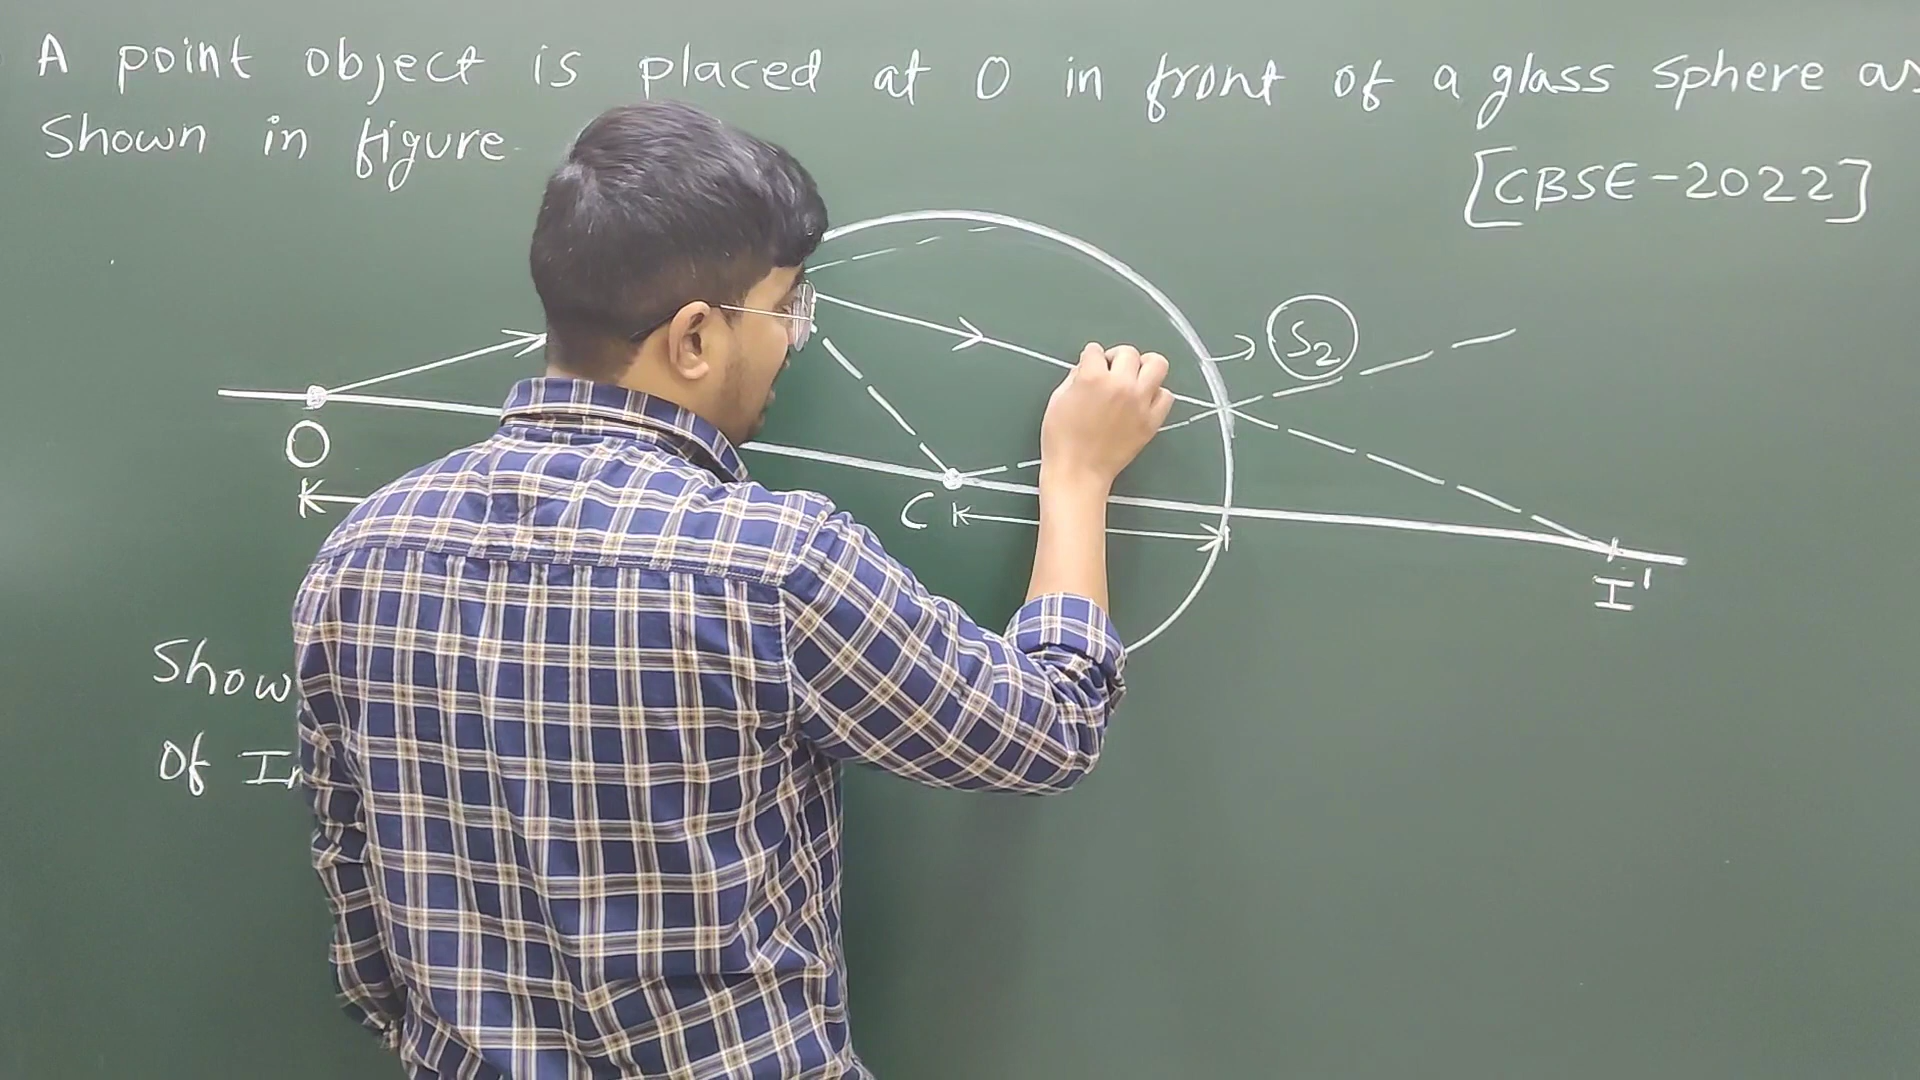 A point object is placed at O in front of a glass sphere as
Shown in figure
[CBSE-2022]
S2
O
C
I'
Show
Of